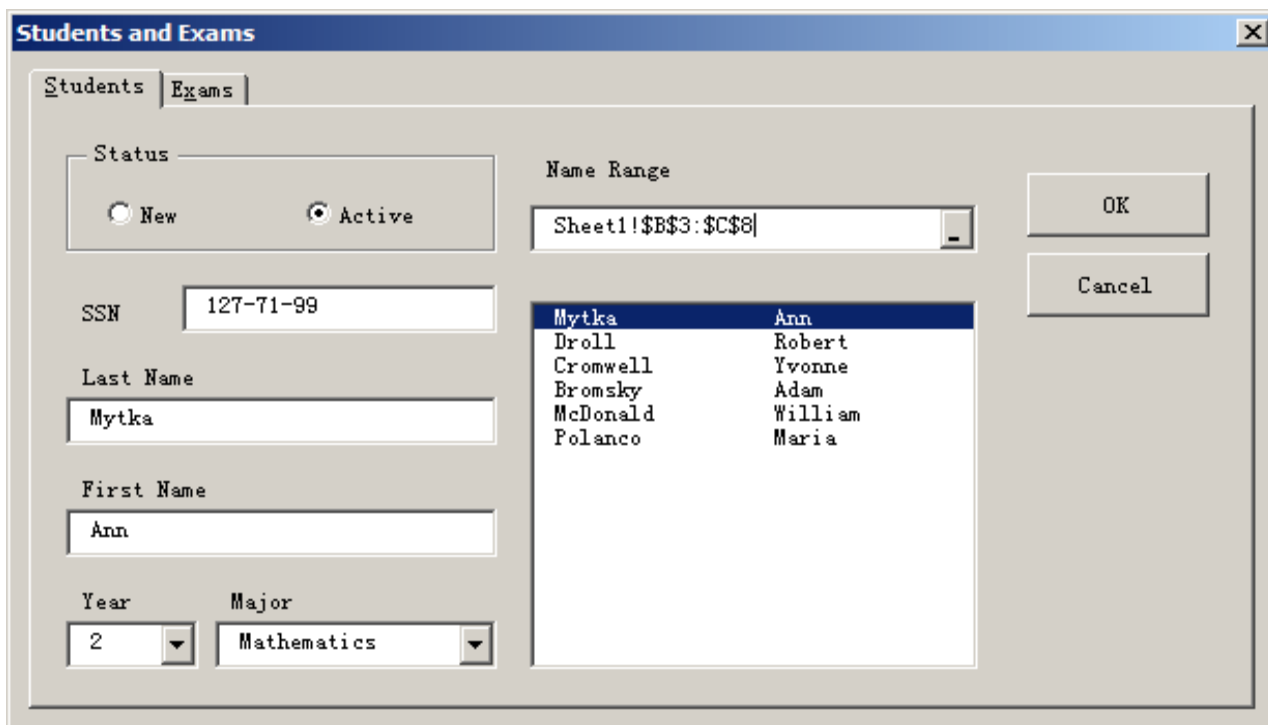 Students and Exams
Students Exams
Status
New Active
SSN 127-71-99
Last Name
Mytka
First Name
Ann
Year Major
2 Mathematics
Name Range
Sheet1!$B$3:$C$8
Mytka Ann
Droll Robert
Cromwell Yvonne
Bromsky Adam
McDonald William
Polanco Maria
OK
Cancel